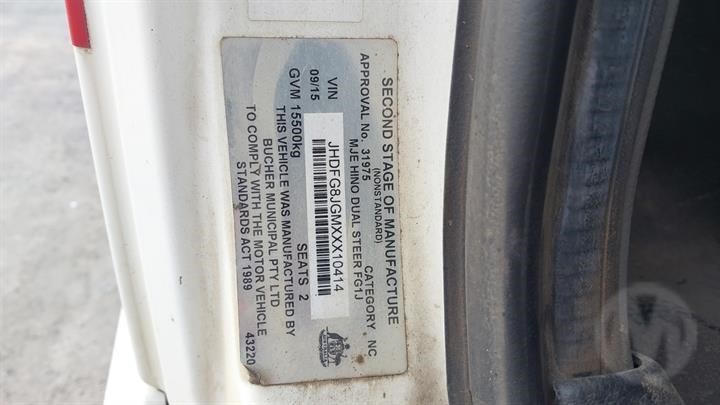 SECOND STAGE OF MANUFACTURE
(NONSTANDARD)
APPROVAL No. 31975 CATEGORY, NC
MJE HINO DUAL STEER FG1J
VIN JHDFG8JGMXXX10414
09/15 SEATS 2
GVM 15500kg
THIS VEHICLE WAS MANUFACTURED BY
BUCHER MUNICIPAL PTY LTD
TO COMPLY WITH THE MOTOR VEHICLE
STANDARDS ACT 1989 43220
M